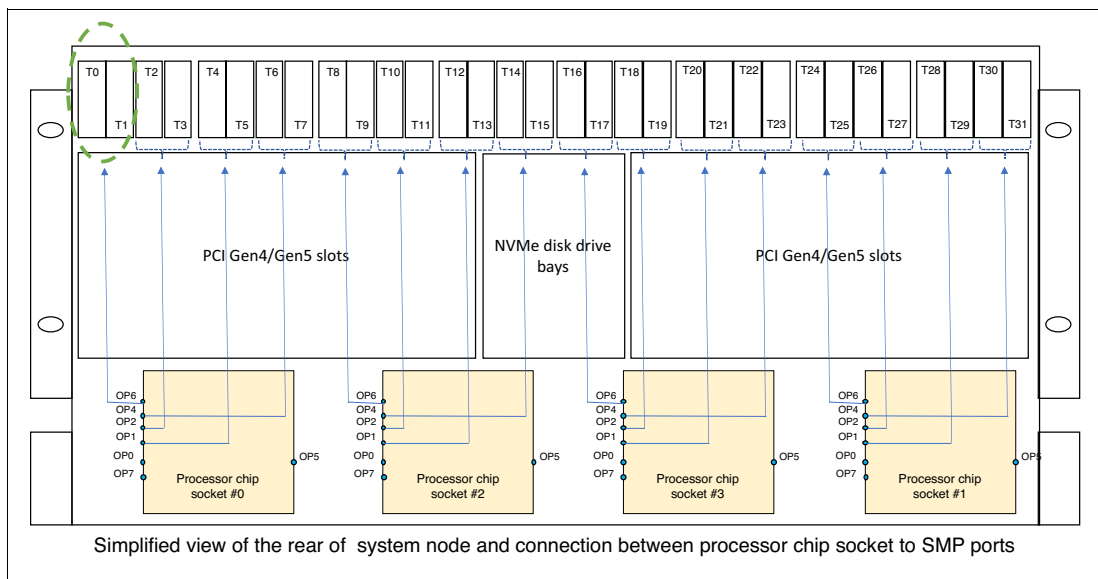 T0 T2 T4 T6 T8 T10 T12 T14 T16 T18 T20 T22 T24 T26 T28 T30
T1 T3 T5 T7 T9 T11 T13 T15 T17 T19 T21 T23 T25 T27 T29 T31
PCI Gen4/Gen5 slots
NVMe disk drive
bays
PCI Gen4/Gen5 slots
OP6
OP4
OP2
OP1
OP0
OP7
OP5
Processor chip
socket #0
OP6
OP4
OP2
OP1
OP0
OP7
OP5
Processor chip
socket #2
OP6
OP4
OP2
OP1
OP0
OP7
OP5
Processor chip
socket #3
OP6
OP4
OP2
OP1
OP0
OP7
OP5
Processor chip
socket #1
Simplified view of the rear of system node and connection between processor chip socket to SMP ports